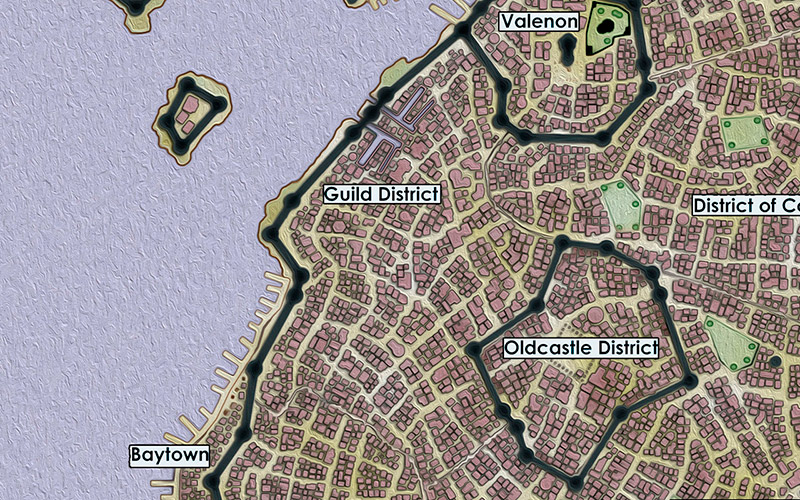 Valenon
Guild District
District of
Oldcastle District
Baytown